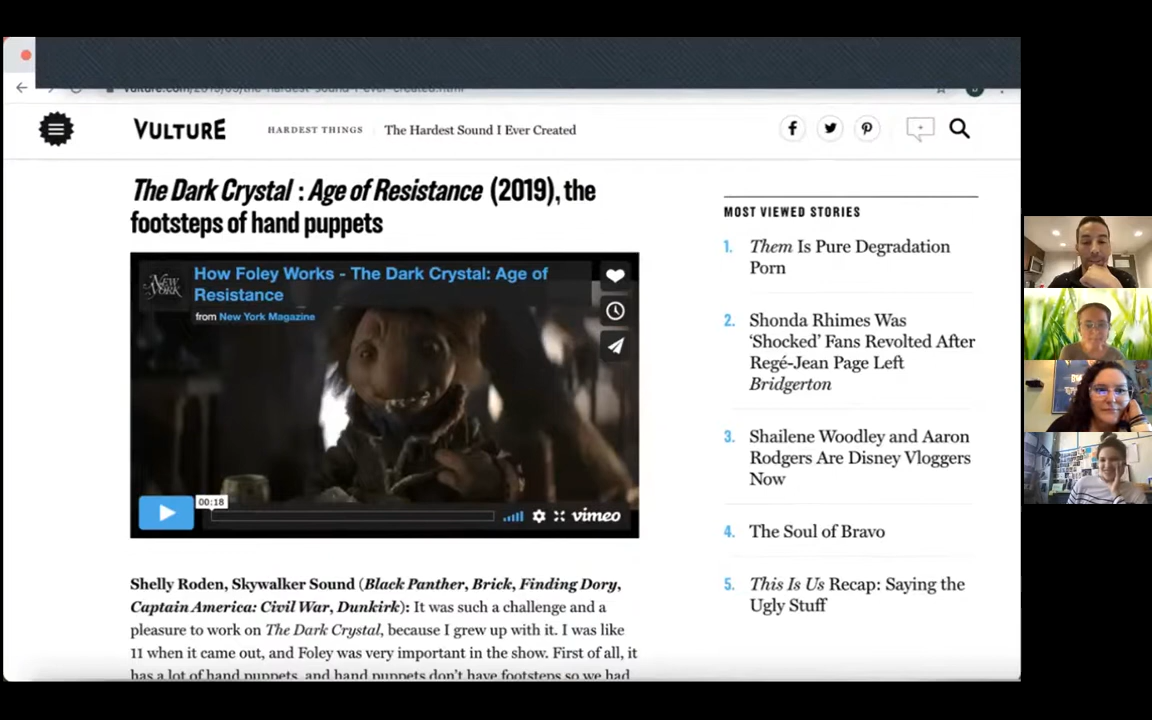 VULTURE
HARDEST THINGS
The Hardest Sound I Ever Created
The Dark Crystal : Age of Resistance (2019), the
footsteps of hand puppets
NEW YORK
How Foley Works - The Dark Crystal: Age of
Resistance
from New York Magazine
00:18
vimeo
Shelly Roden, Skywalker Sound (Black Panther, Brick, Finding Dory,
Captain America: Civil War, Dunkirk): It was such a challenge and a
pleasure to work on The Dark Crystal, because I grew up with it. I was like
11 when it came out, and Foley was very important in the show. First of all, it
has a lot of hand puppets, and hand puppets don't have footsteps so we had
MOST VIEWED STORIES
1. Them Is Pure Degradation
Porn
2. Shonda Rhimes Was
‘Shocked’ Fans Revolted After
Regé-Jean Page Left
Bridgerton
3. Shailene Woodley and Aaron
Rodgers Are Disney Vloggers
Now
4. The Soul of Bravo
5. This Is Us Recap: Saying the
Ugly Stuff